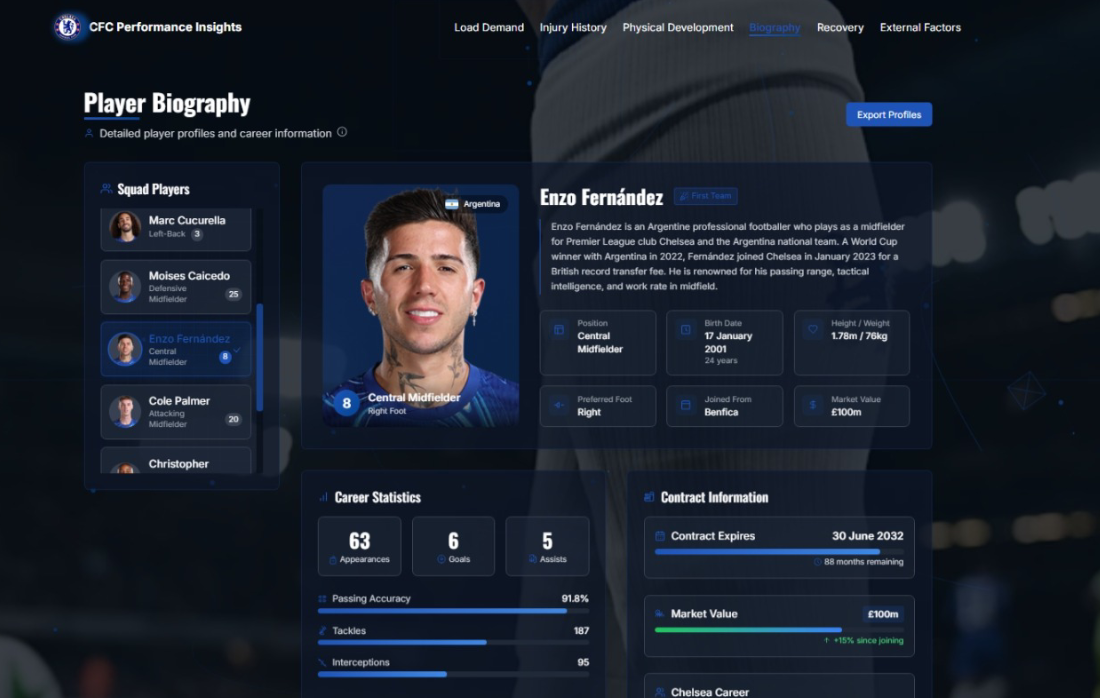 CFC Performance Insights
Load Demand
Injury History
Physical Development
Biography
Recovery
External Factors
Player Biography
Detailed player profiles and career information
Export Profiles
Squad Players
Marc Cucurella
Left-Back 3
Moises Caicedo
Defensive
Midfielder
25
Enzo Fernández
Central
Midfielder
8
Cole Palmer
Attacking
Midfielder
20
Christopher
Argentina
8
Central Midfielder
Right Foot
Enzo Fernández
First Team
Enzo Fernández is an Argentine professional footballer who plays as a midfielder
for Premier League club Chelsea and the Argentina national team. A World Cup
winner with Argentina in 2022, Fernández joined Chelsea in January 2023 for a
British record transfer fee. He is renowned for his passing range, tactical
intelligence, and work rate in midfield.
Position
Central
Midfielder
Birth Date
17 January
2001
24 years
Height / Weight
1.78m / 76kg
Preferred Foot
Right
Joined From
Benfica
Market Value
£100m
Career Statistics
63
Appearances
6
Goals
5
Assists
Passing Accuracy 91.8%
Tackles 187
Interceptions 95
Contract Information
Contract Expires 30 June 2032
88 months remaining
Market Value £100m
↑ +15% since joining
Chelsea Career